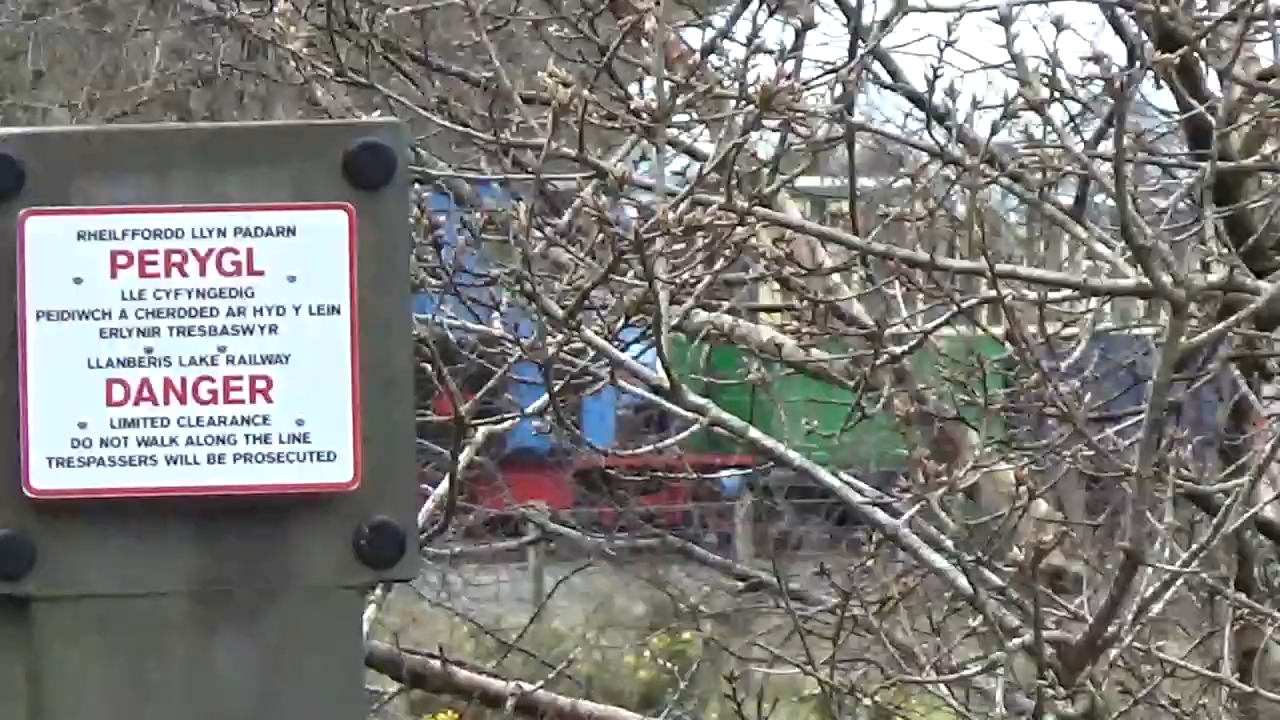 RHEILFFORDD LLYN PADARN
PERYGL
LLE CYFYNGEDIG
PEIDIWCH A CHERDDED AR HYD Y LEIN
ERLYNIR TRESBASWYR
LLANBERIS LAKE RAILWAY
DANGER
LIMITED CLEARANCE
DO NOT WALK ALONG THE LINE
TRESPASSERS WILL BE PROSECUTED